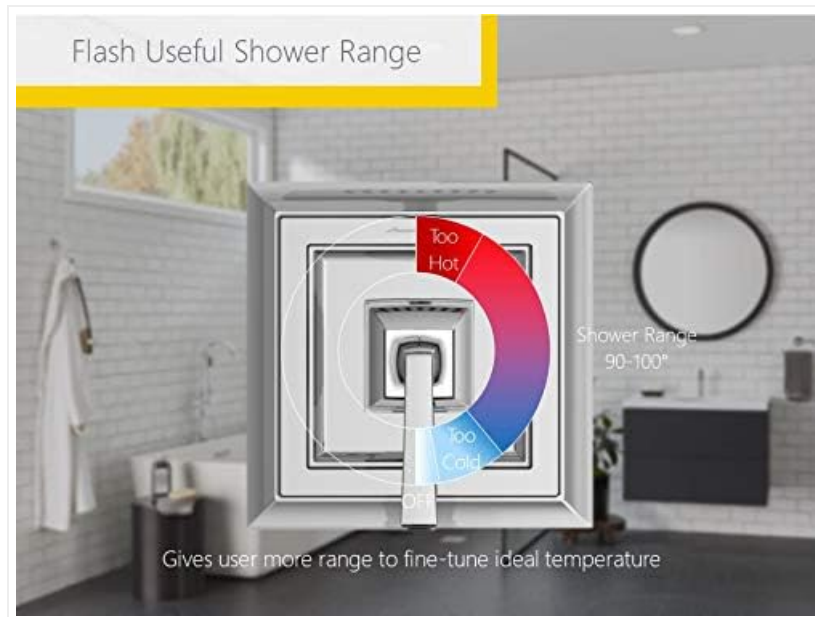 Flash Useful Shower Range
Too
Hot
Shower Range
90-100°
Too
Cold
OFF
Gives user more range to fine-tune ideal temperature